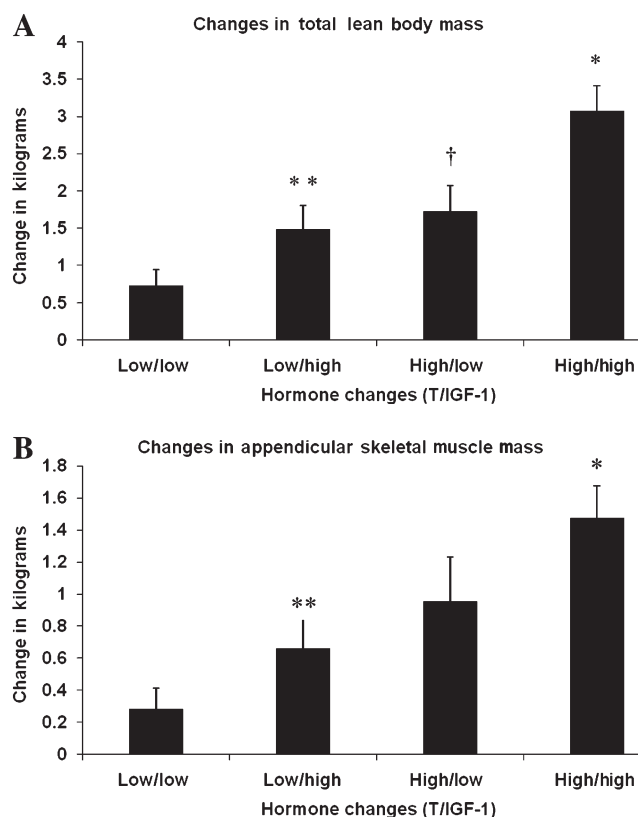 A
Changes in total lean body mass
Change in kilograms
4
3.5
3
2.5
2
1.5
1
0.5
0
* *
†
*
Low/low Low/high High/low High/high
Hormone changes (T/IGF-1)
B
Changes in appendicular skeletal muscle mass
Change in kilograms
1.8
1.6
1.4
1.2
1
0.8
0.6
0.4
0.2
0
**
*
Low/low Low/high High/low High/high
Hormone changes (T/IGF-1)